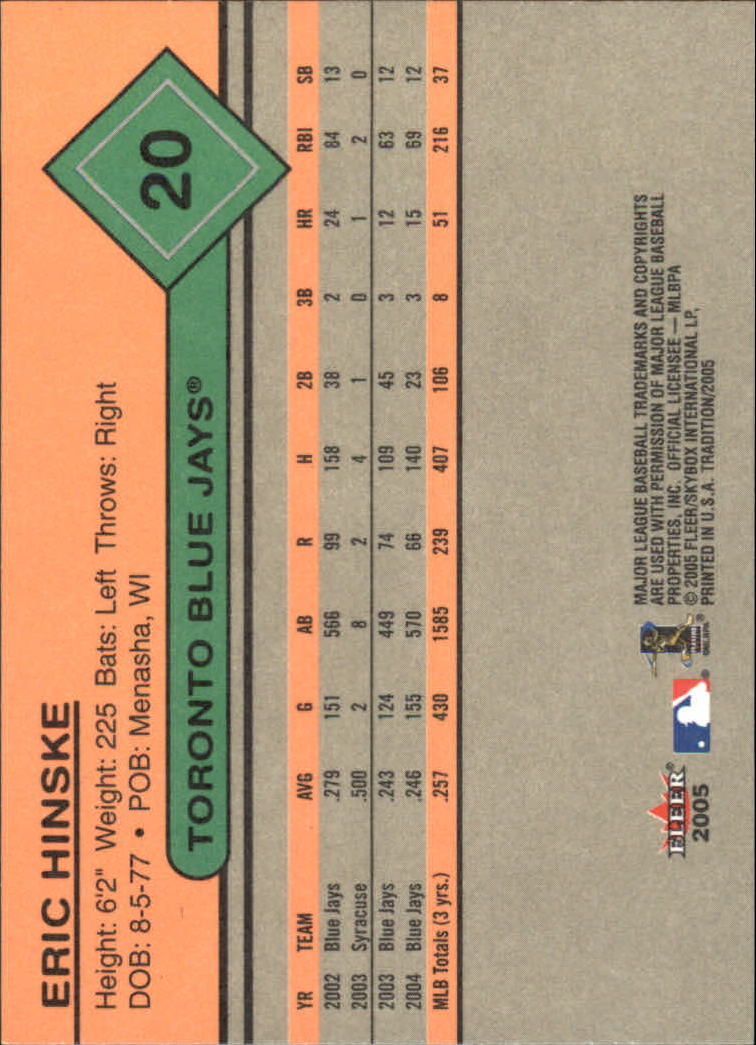 ERIC HINSKE
Height: 6'2" Weight: 225 Bats: Left Throws: Right
DOB: 8-5-77 • POB: Menasha, WI
TORONTO BLUE JAYS®
20
YR TEAM AVG G AB R H 2B 3B HR RBI SB
2002 Blue Jays .279 151 566 99 158 38 2 24 84 13
2003 Syracuse .500 2 8 2 4 1 0 1 2 0
2003 Blue Jays .243 124 449 74 109 45 3 12 63 12
2004 Blue Jays .246 155 570 66 140 23 3 15 69 12
MLB Totals (3 yrs.) .257 430 1585 239 407 106 8 51 216 37
FLEER®
2005
MAJOR LEAGUE BASEBALL TRADEMARKS AND COPYRIGHTS
ARE USED WITH PERMISSION OF MAJOR LEAGUE BASEBALL
PROPERTIES, INC. OFFICIAL LICENSEE — MLBPA
© 2005 FLEER/SKYBOX INTERNATIONAL LP,
PRINTED IN U.S.A. TRADITION/2005